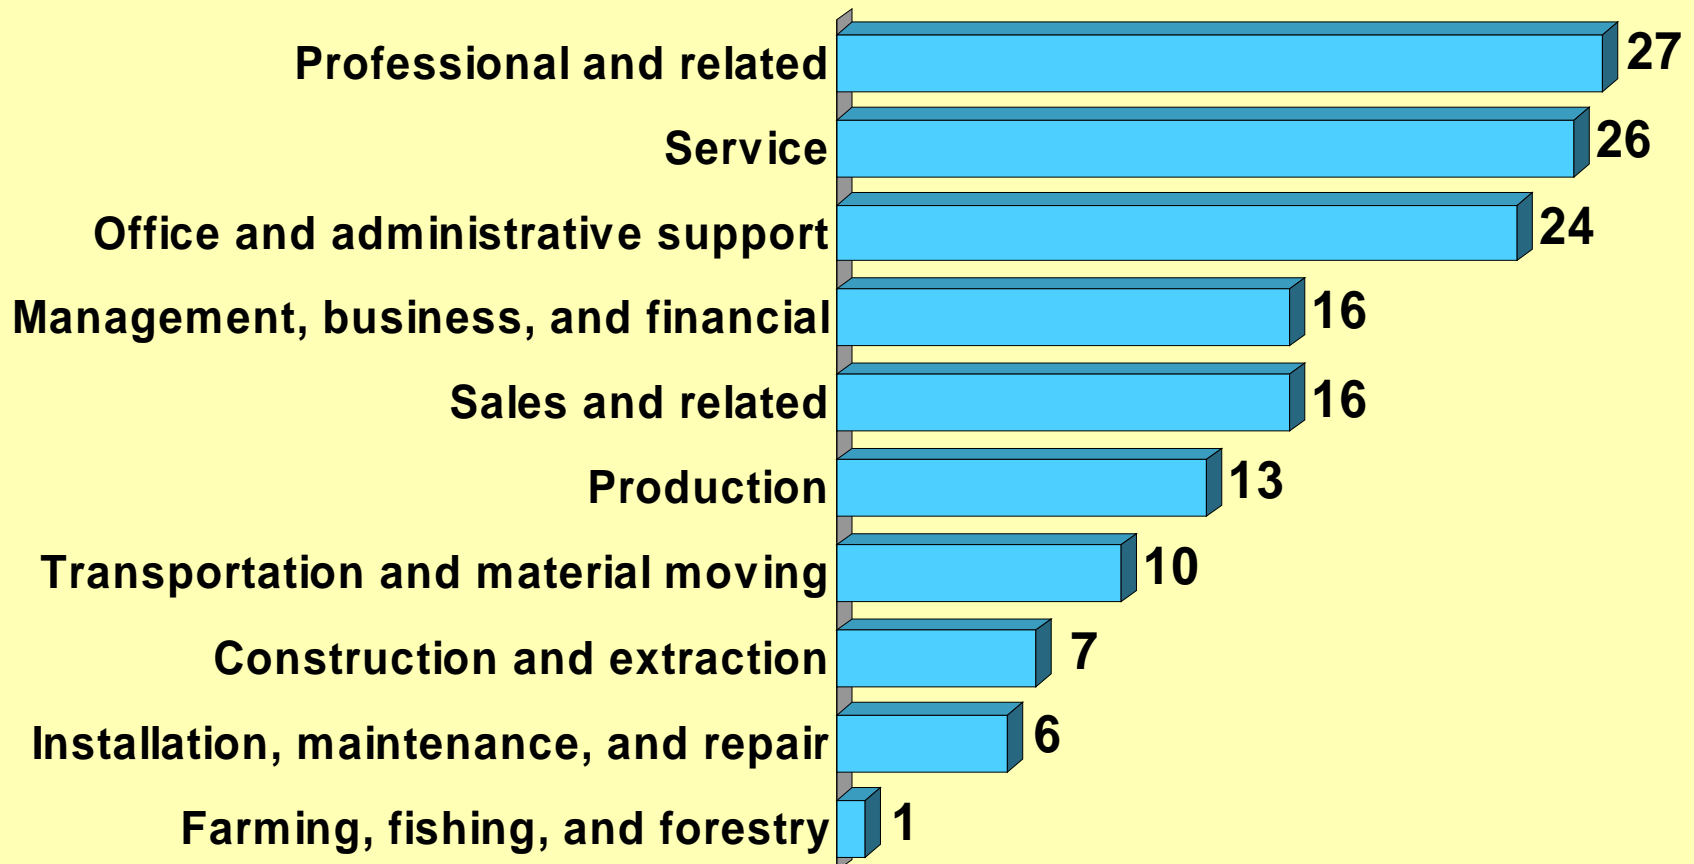 Professional and related 27
Service 26
Office and administrative support 24
Management, business, and financial 16
Sales and related 16
Production 13
Transportation and material moving 10
Construction and extraction 7
Installation, maintenance, and repair 6
Farming, fishing, and forestry 1